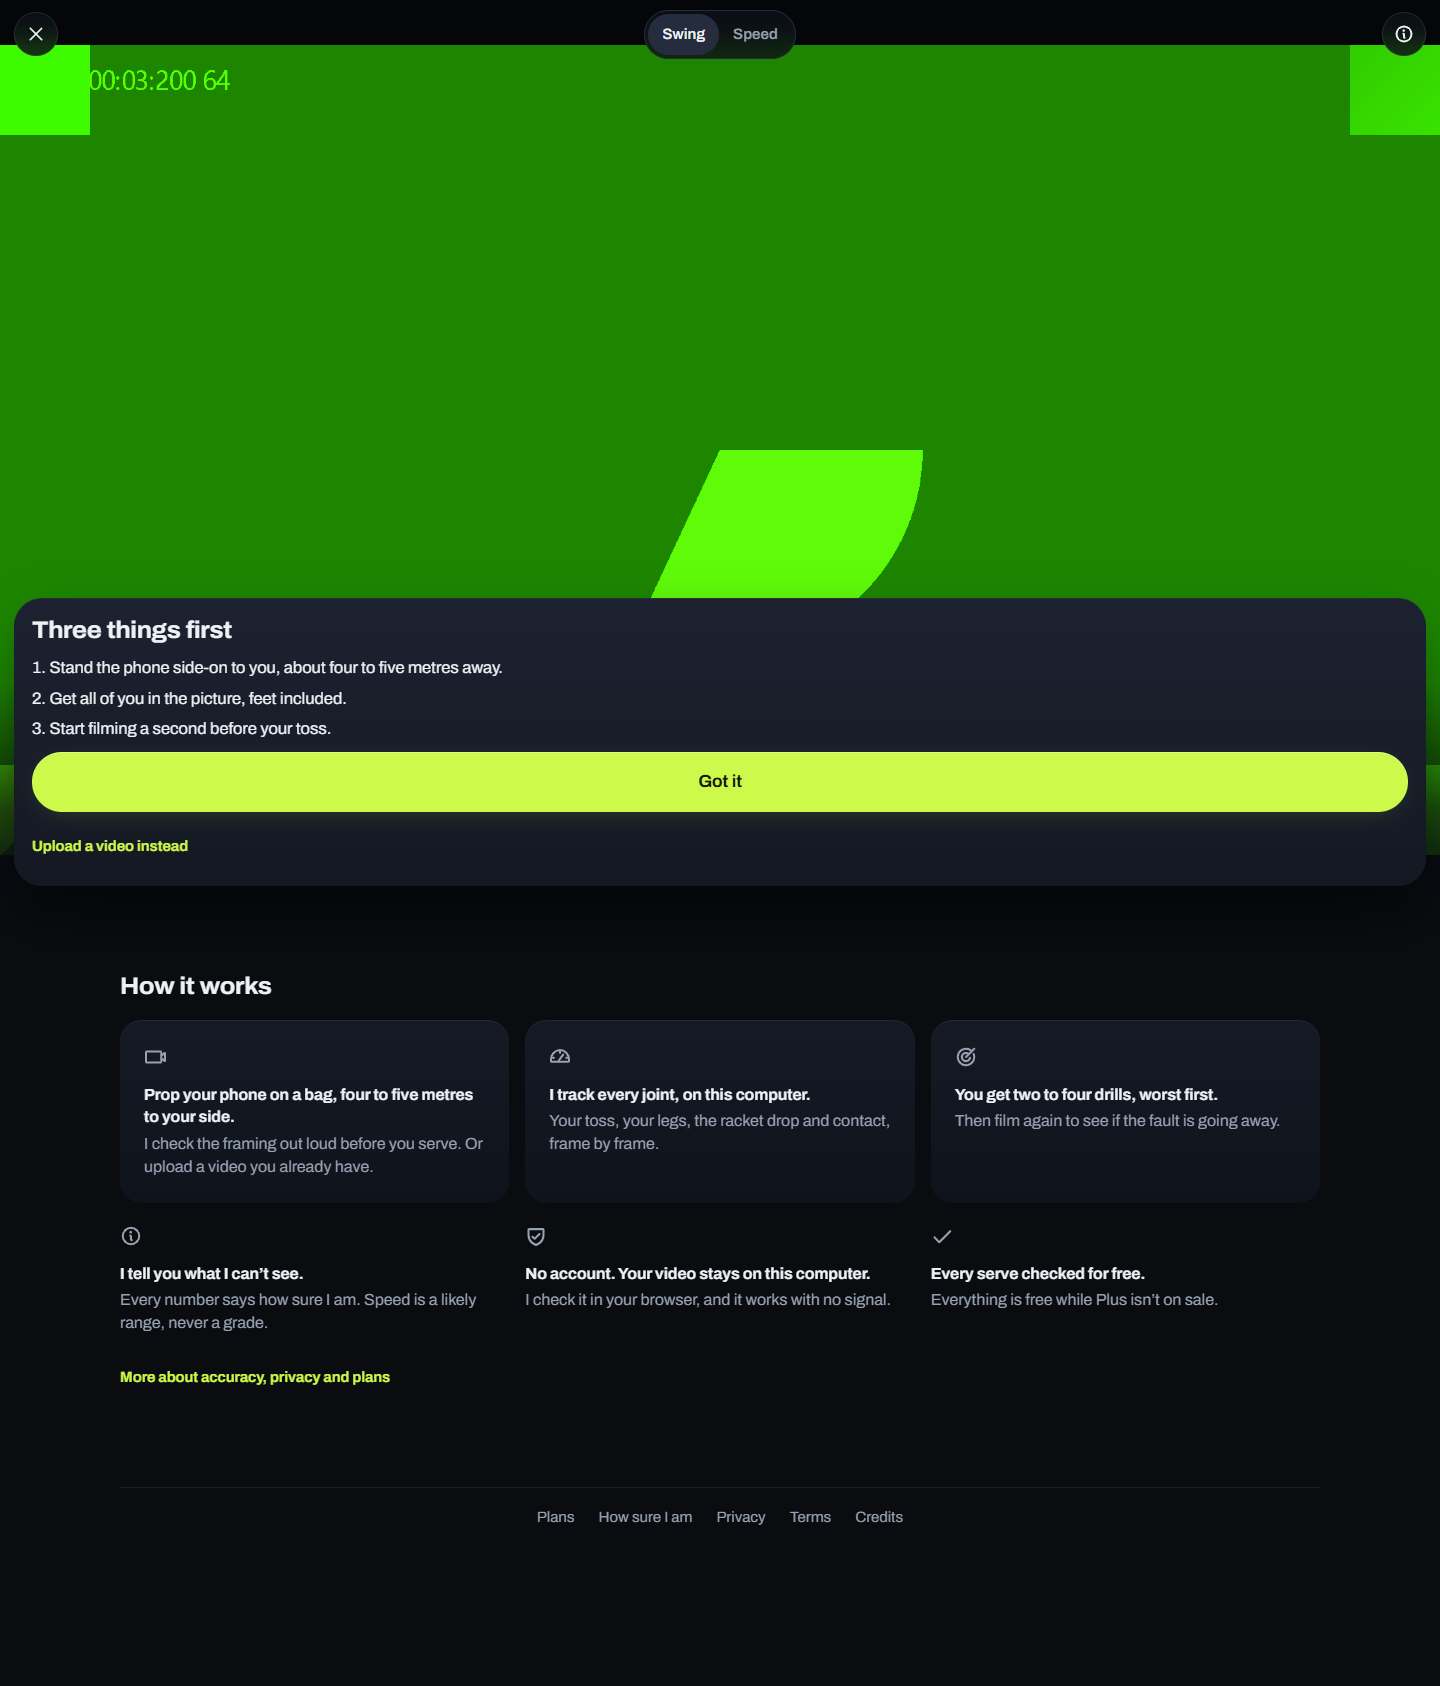 Swing
Speed
00:03:200 64
Three things first
1. Stand the phone side-on to you, about four to five metres away.
2. Get all of you in the picture, feet included.
3. Start filming a second before your toss.
Got it
Upload a video instead
How it works
Prop your phone on a bag, four to five metres
to your side.
I check the framing out loud before you serve. Or
upload a video you already have.
I track every joint, on this computer.
Your toss, your legs, the racket drop and contact,
frame by frame.
You get two to four drills, worst first.
Then film again to see if the fault is going away.
I tell you what I can’t see.
Every number says how sure I am. Speed is a likely
range, never a grade.
No account. Your video stays on this computer.
I check it in your browser, and it works with no signal.
Every serve checked for free.
Everything is free while Plus isn’t on sale.
More about accuracy, privacy and plans
Plans
How sure I am
Privacy
Terms
Credits